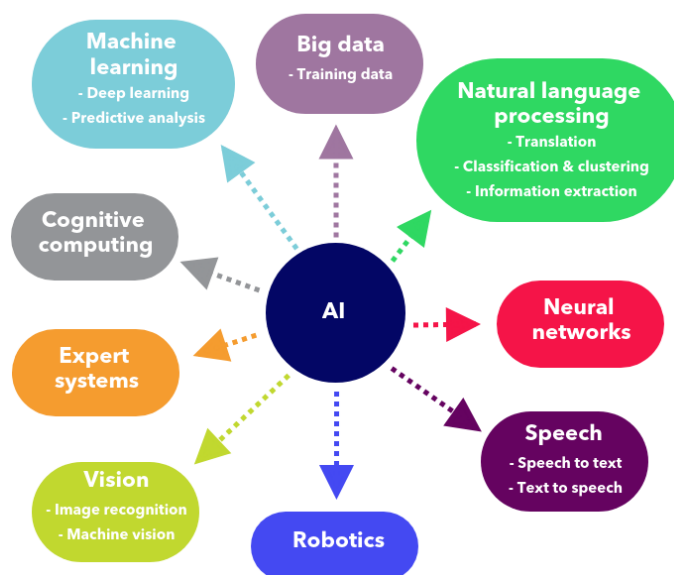 Machine
learning
- Deep learning
- Predictive analysis
Big data
- Training data
Natural language
processing
- Translation
- Classification & clustering
- Information extraction
Cognitive
computing
AI
Neural
networks
Expert
systems
Speech
- Speech to text
- Text to speech
Vision
- Image recognition
- Machine vision
Robotics